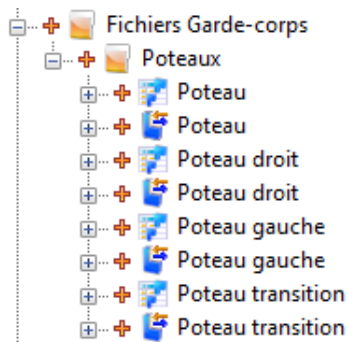 Fichiers Garde-corps
Poteaux
Poteau
Poteau
Poteau droit
Poteau droit
Poteau gauche
Poteau gauche
Poteau transition
Poteau transition